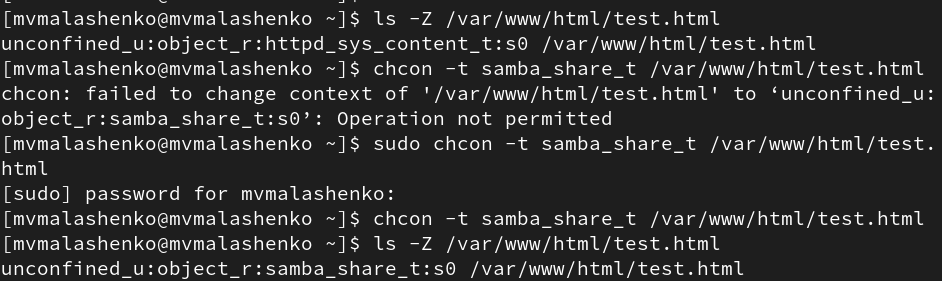 [mvmalashenko@mvmalashenko ~]$ ls -Z /var/www/html/test.html
unconfined_u:object_r:httpd_sys_content_t:s0 /var/www/html/test.html
[mvmalashenko@mvmalashenko ~]$ chcon -t samba_share_t /var/www/html/test.html
chcon: failed to change context of '/var/www/html/test.html' to ‘unconfined_u:
object_r:samba_share_t:s0’: Operation not permitted
[mvmalashenko@mvmalashenko ~]$ sudo chcon -t samba_share_t /var/www/html/test.
html
[sudo] password for mvmalashenko:
[mvmalashenko@mvmalashenko ~]$ chcon -t samba_share_t /var/www/html/test.html
[mvmalashenko@mvmalashenko ~]$ ls -Z /var/www/html/test.html
unconfined_u:object_r:samba_share_t:s0 /var/www/html/test.html